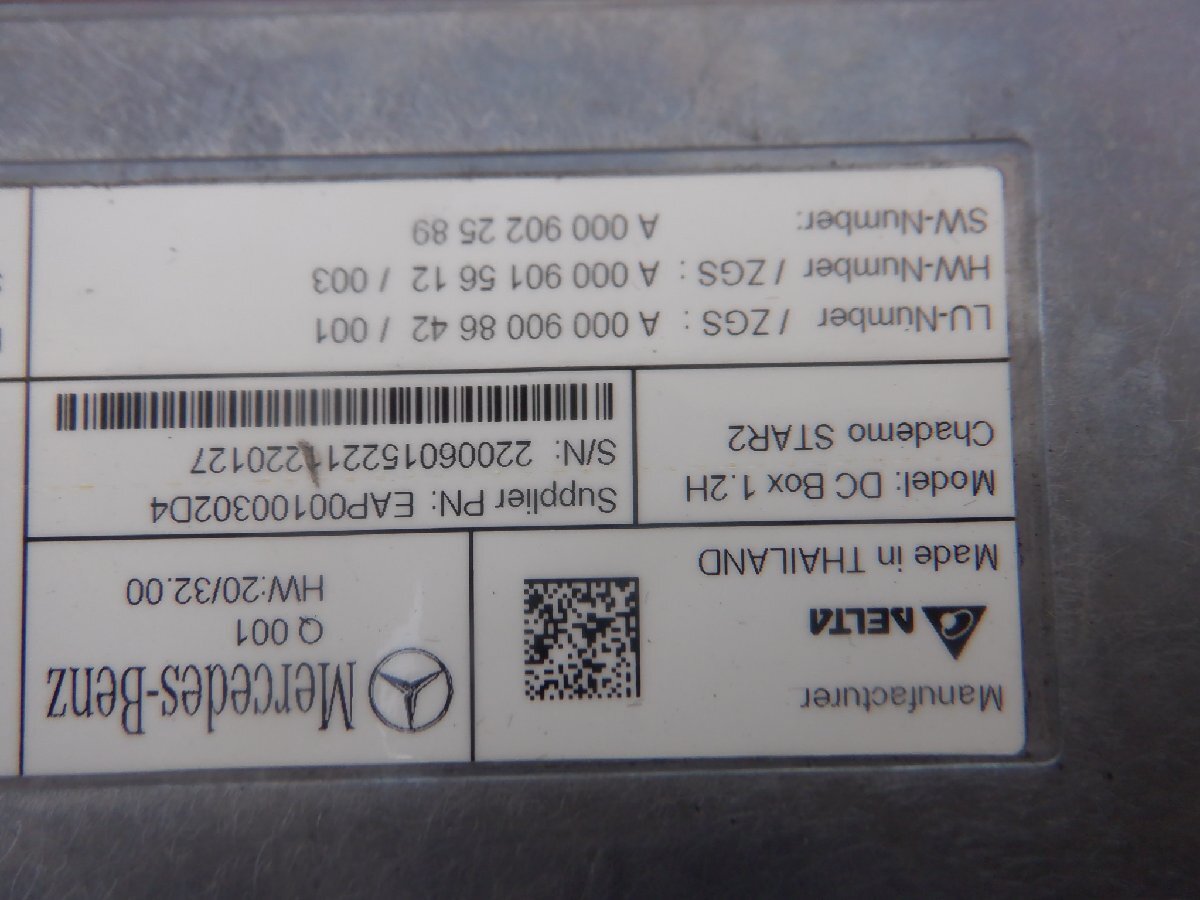 Manufacturer
DELTA
Made in THAILAND
Mercedes-Benz
Q 001
HW:20/32.00
Model: DC Box 1.2H
Chademo STAR2
Supplier PN: EAP00100302D4
LU-Number / ZGS : A 000 900 86 42 / 001
HW-Number / ZGS : A 000 901 56 12 / 003
SW-Number: A 000 902 25 89